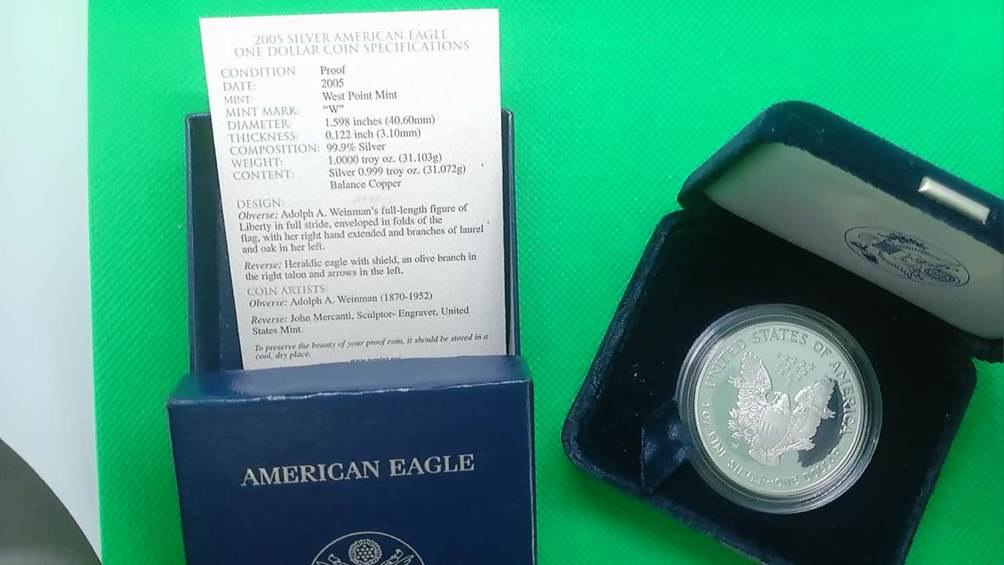 2005 SILVER AMERICAN EAGLE
ONE DOLLAR COIN SPECIFICATIONS
CONDITION Proof
DATE: 2005
MINT: West Point Mint
MINT MARK: "W"
DIAMETER: 1.598 inches (40.60mm)
THICKNESS: 0.122 inch (3.10mm)
COMPOSITION: 99.9% Silver
WEIGHT: 1.0000 troy oz. (31.103g)
CONTENT: Silver 0.999 troy oz. (31.072g)
Balance Copper
DESIGN:
Obverse: Adolph A. Weinman's full-length figure of
Liberty in full stride, enveloped in folds of the
flag, with her right hand extended and branches of laurel
and oak in her left.
Reverse: Heraldic eagle with shield, an olive branch in
the right talon and arrows in the left.
COIN ARTISTS:
Obverse: Adolph A. Weinman (1870-1952)
Reverse: John Mercanti, Sculptor- Engraver, United
States Mint.
To preserve the beauty of your proof coin, it should be stored in a
cool, dry place.
AMERICAN EAGLE
UNITED STATES OF AMERICA
1 OZ. FINE SILVER~ONE DOLLAR